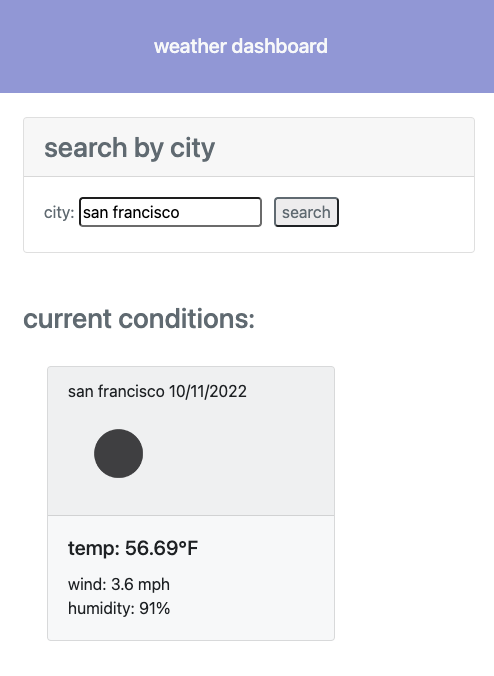 weather dashboard
search by city
city: san francisco search
current conditions:
san francisco 10/11/2022
temp: 56.69°F
wind: 3.6 mph
humidity: 91%